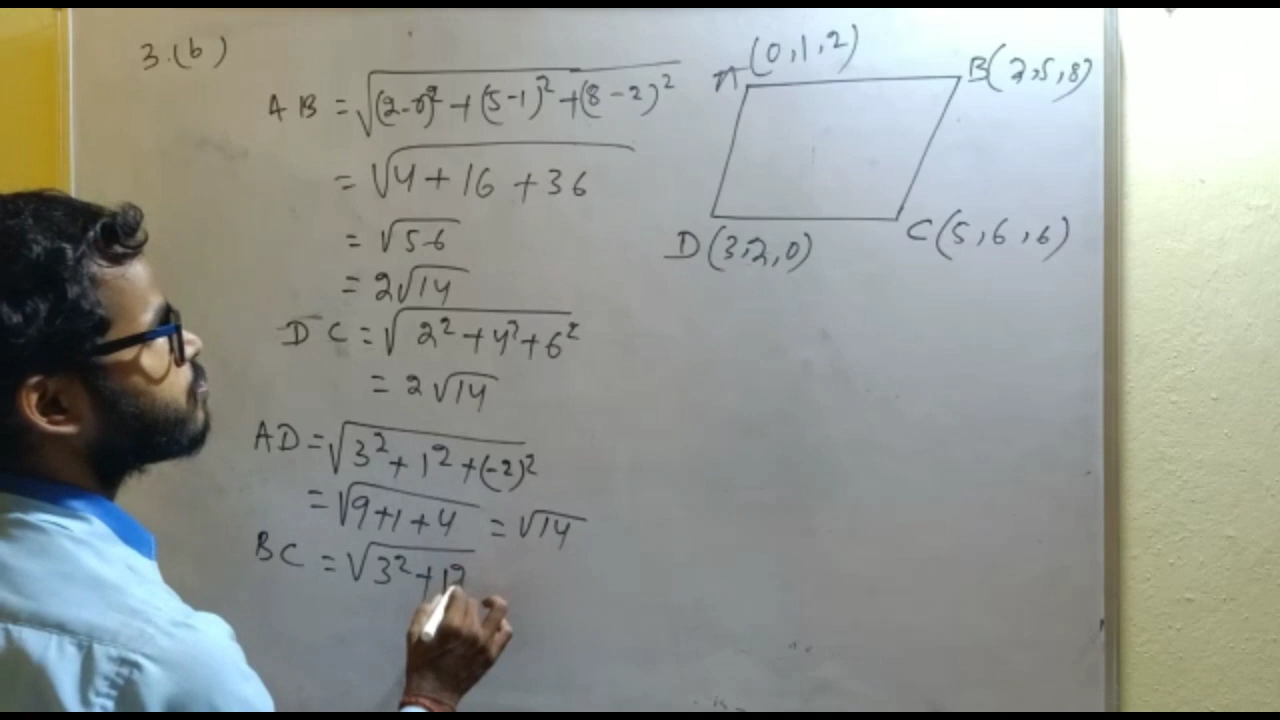 3.(b)
AB = √(2-0)² + (5-1)² + (8-2)²
= √4 + 16 + 36
= √56
= 2√14
DC = √2² + 4² + 6²
= 2√14
AD = √3² + 1² + (-2)²
= √9+1+4 = √14
BC = √3² + 1²
A (0,1,2)
B(2,5,8)
D(3,2,0)
C(5,6,6)